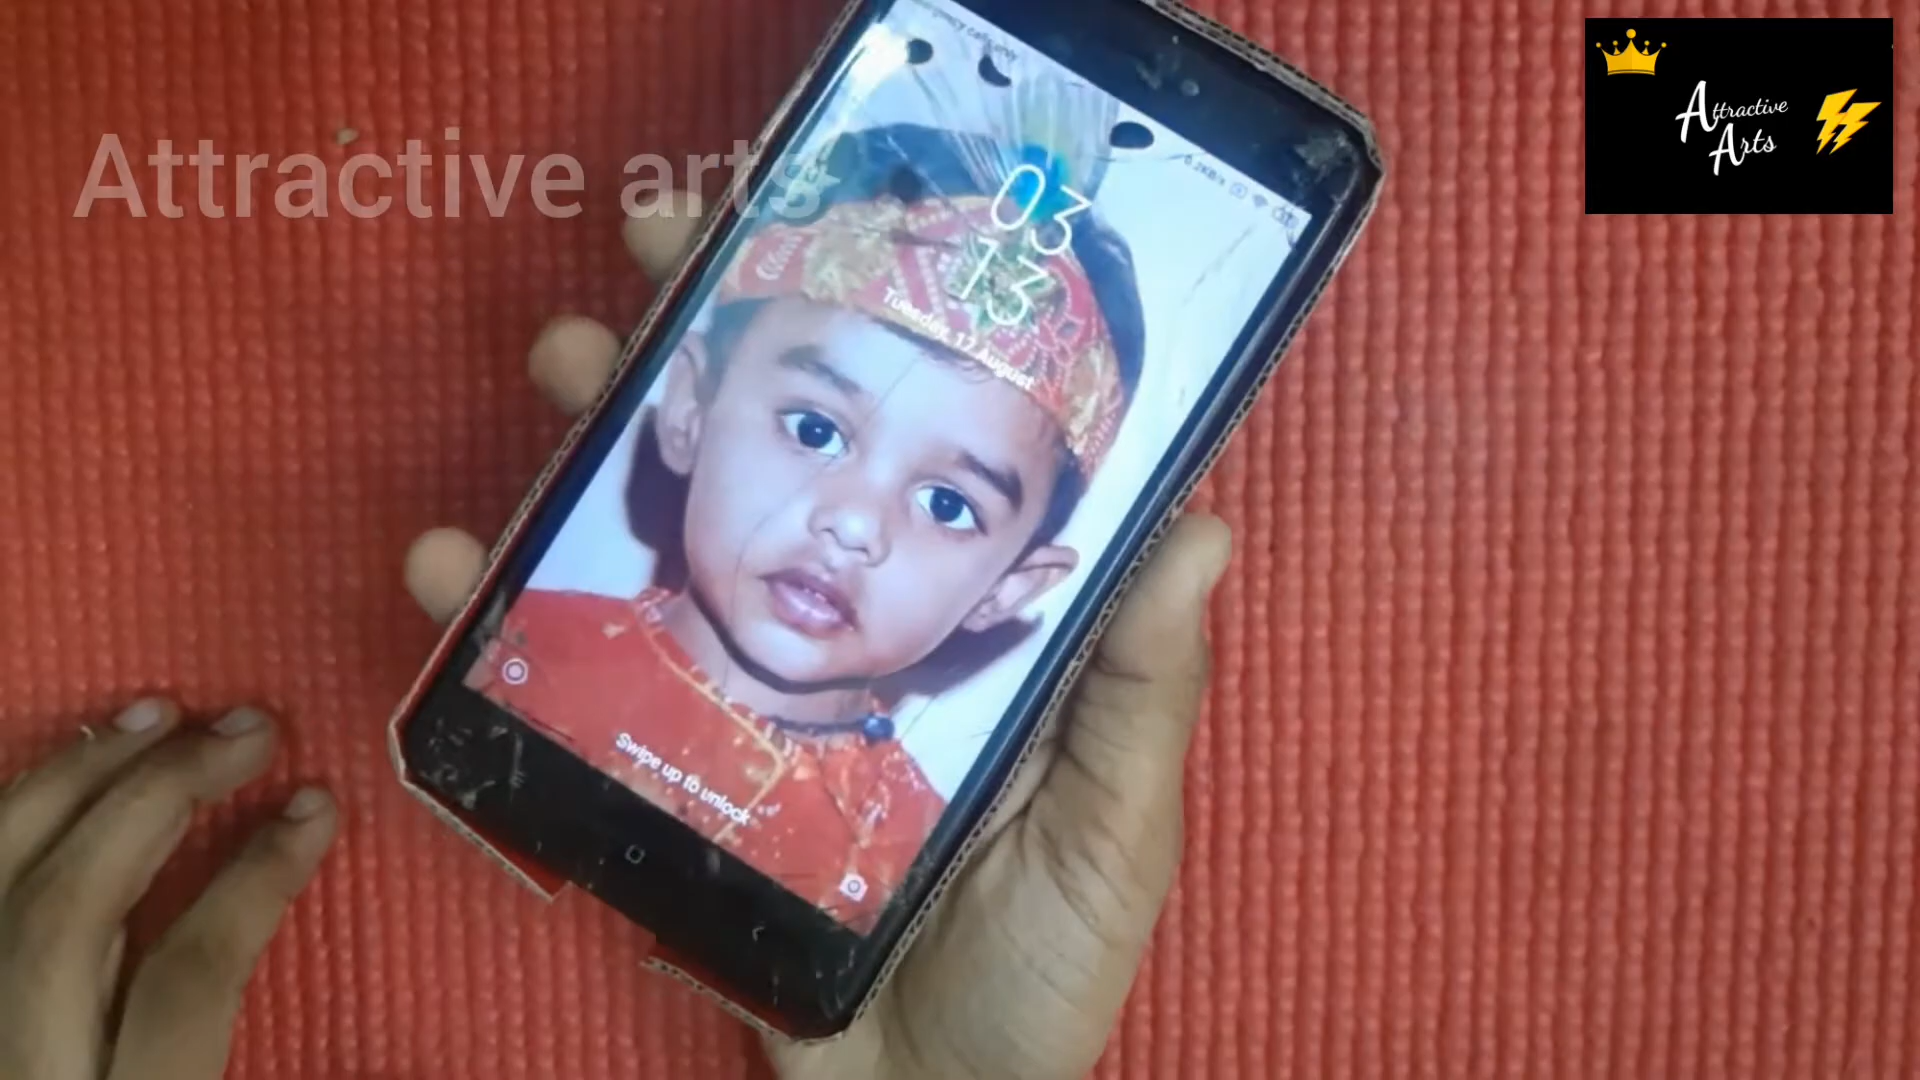 Attractive arts
Attractive
Arts
03
13
Tuesday, 17 August
Swipe up to unlock